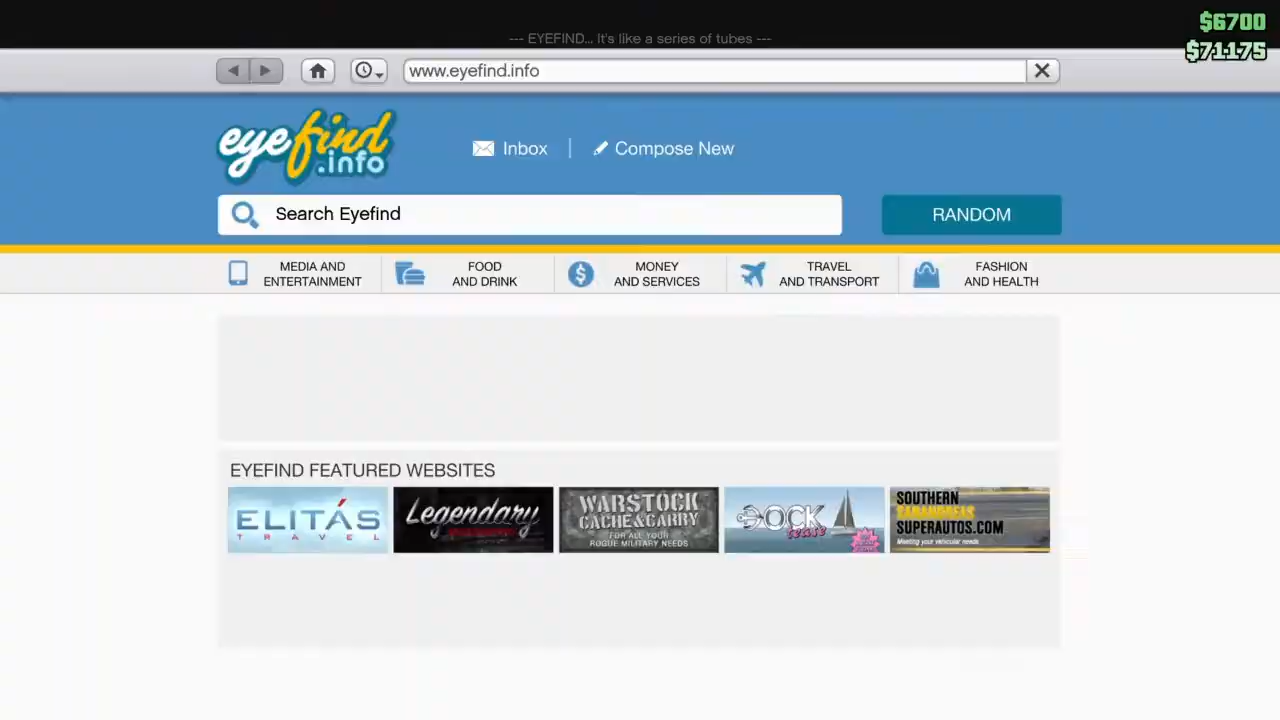 $6700
--- EYEFIND... It's like a series of tubes ---
$71175
www.eyefind.info
eyefind
.info
Inbox
Compose New
Search Eyefind
RANDOM
MEDIA AND
ENTERTAINMENT
FOOD
AND DRINK
MONEY
AND SERVICES
TRAVEL
AND TRANSPORT
FASHION
AND HEALTH
EYEFIND FEATURED WEBSITES
ELITÁS
TRAVEL
Legendary
WARSTOCK
CACHE&CARRY
FOR ALL YOUR
ROGUE MILITARY NEEDS
DOCK
tease
SOUTHERN
SUPERAUTOS.COM
Meeting your vehicular needs